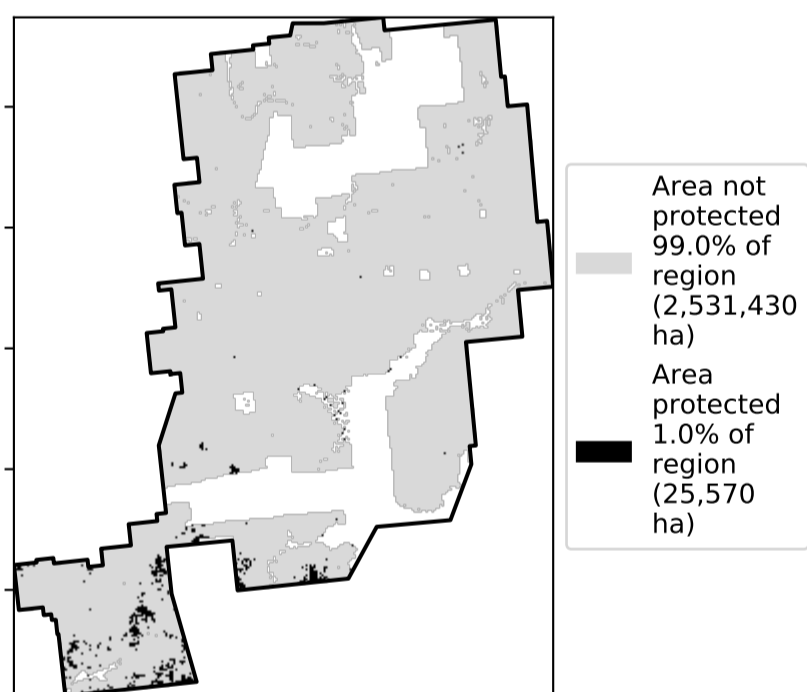 Area not
protected
99.0% of
region
(2,531,430
ha)
Area
protected
1.0% of
region
(25,570
ha)